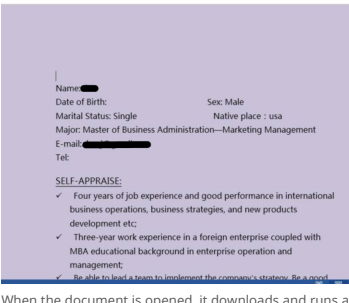 Name:
Date of Birth: Sex: Male
Marital Status: Single Native place : usa
Major: Master of Business Administration—Marketing Management
E-mail:
Tel:
SELF-APPRAISE:
✓ Four years of job experience and good performance in international
business operations, business strategies, and new products
development etc;
✓ Three-year work experience in a foreign enterprise coupled with
MBA educational background in enterprise operation and
management;
✓ Be able to lead a team to implement the company's strategy. Be a good
When the document is opened, it downloads and runs a